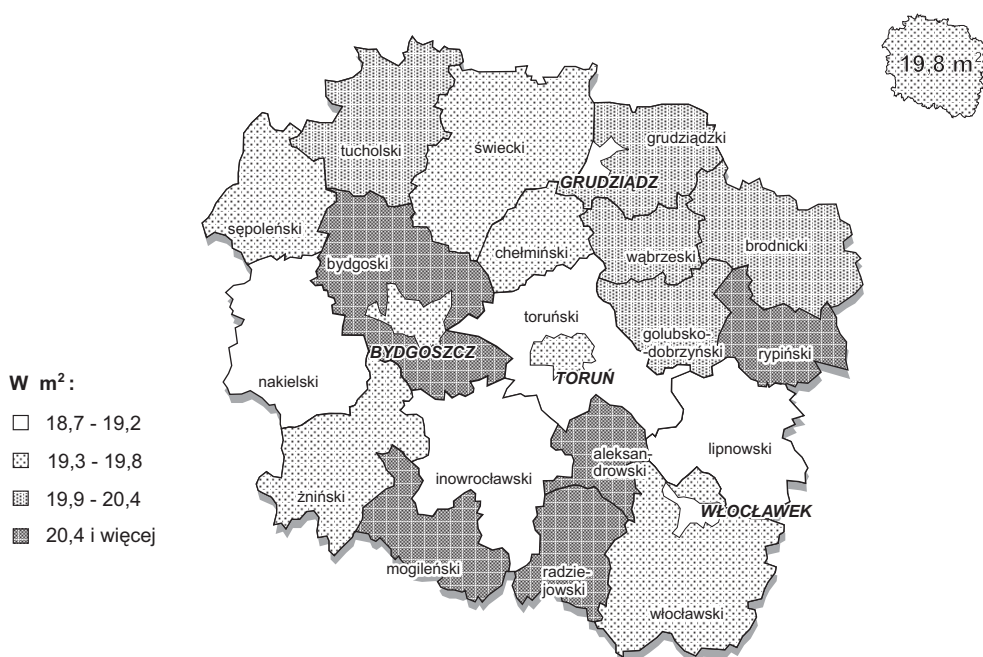 19,8 m²
tucholski
świecki
grudziądzki
GRUDZIĄDZ
sępoleński
chełmiński
wąbrzeski
brodnicki
bydgoski
toruński
golubsko-
-dobrzyński
rypiński
BYDGOSZCZ
TORUŃ
nakielski
W m² :
18,7 - 19,2
19,3 - 19,8
19,9 - 20,4
20,4 i więcej
aleksan-
drowski
lipnowski
inowrocławski
żniński
WŁOCŁAWEK
mogileński
radzie-
jowski
włocławski